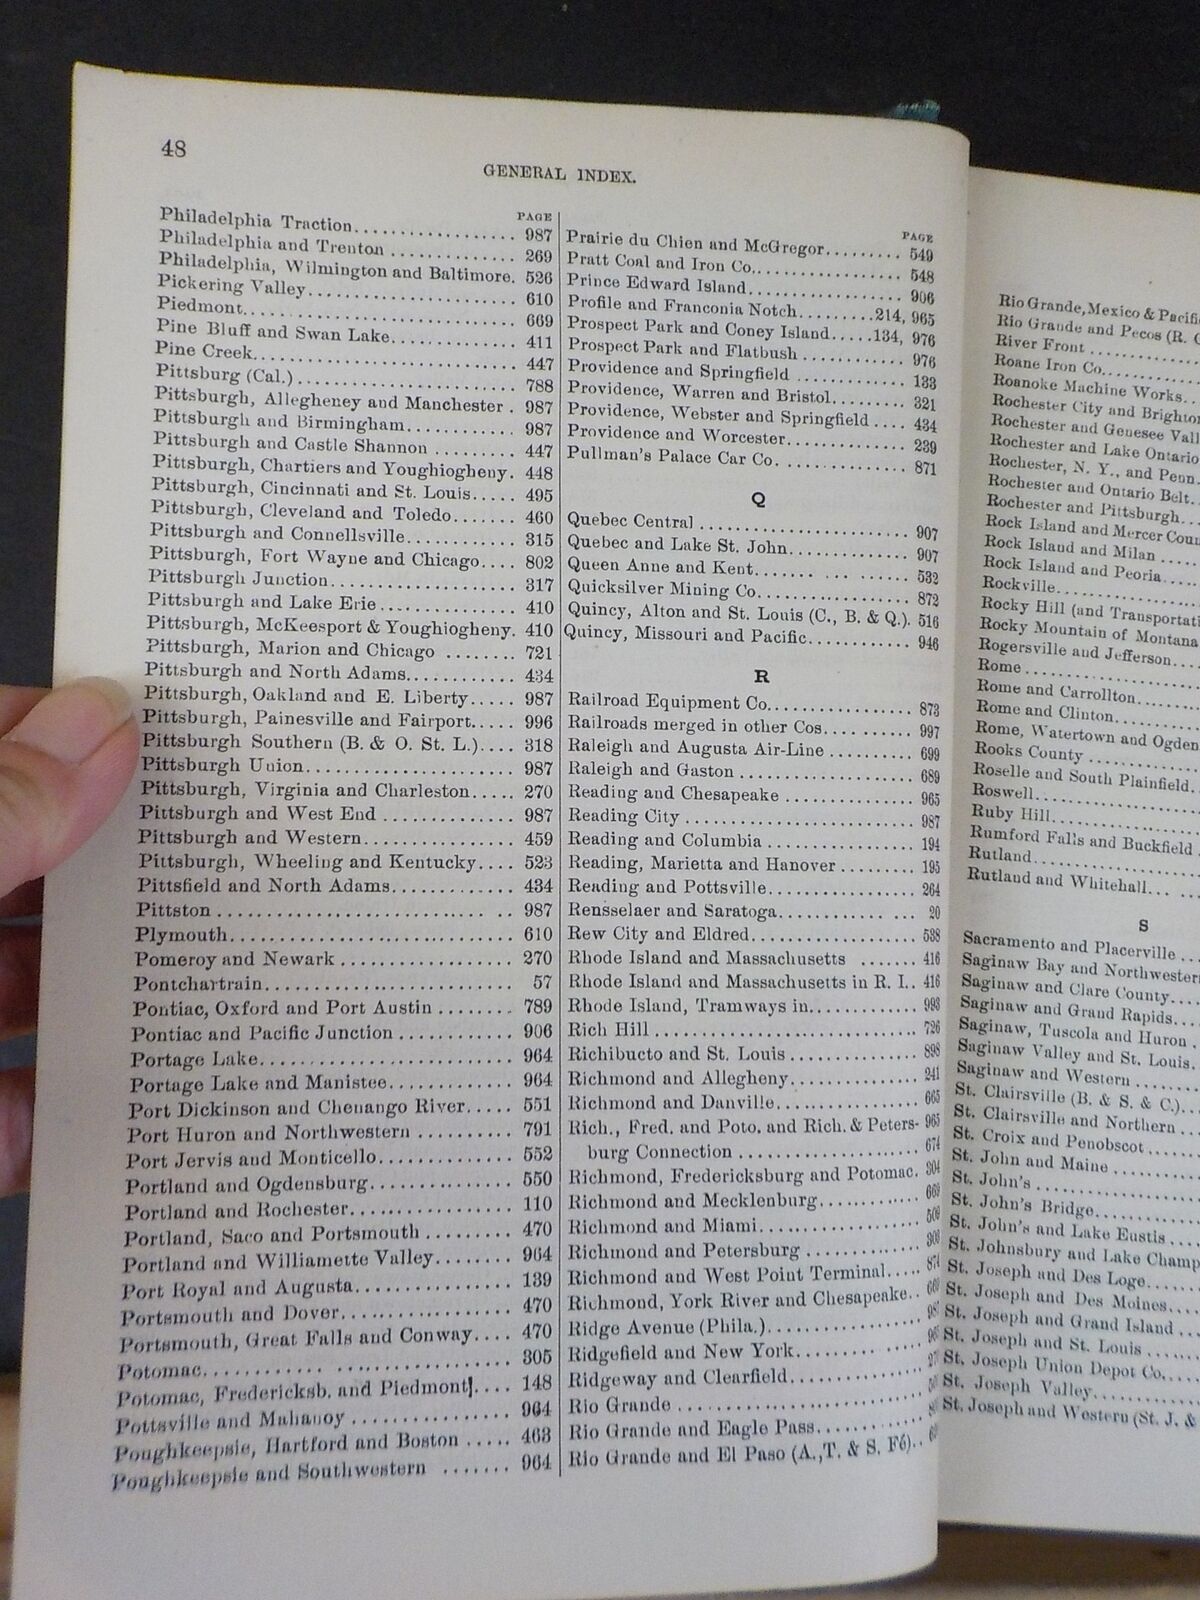 48
GENERAL INDEX.
PAGE
Philadelphia Traction.................. 987
Philadelphia and Trenton .............. 269
Philadelphia, Wilmington and Baltimore. 526
Pickering Valley....................... 610
Piedmont............................... 669
Pine Bluff and Swan Lake............... 411
Pine Creek............................. 447
Pittsburg (Cal.)....................... 788
Pittsburgh, Allegheney and Manchester . 987
Pittsburgh and Birmingham.............. 987
Pittsburgh and Castle Shannon ......... 447
Pittsburgh, Chartiers and Youghiogheny. 448
Pittsburgh, Cincinnati and St. Louis..... 495
Pittsburgh, Cleveland and Toledo....... 460
Pittsburgh and Connellsville........... 315
Pittsburgh, Fort Wayne and Chicago.... 802
Pittsburgh Junction.................... 317
Pittsburgh and Lake Erie............... 410
Pittsburgh, McKeesport & Youghiogheny. 410
Pittsburgh, Marion and Chicago ........ 721
Pittsburgh and North Adams............. 434
Pittsburgh, Oakland and E. Liberty..... 987
Pittsburgh, Painesville and Fairport..... 996
Pittsburgh Southern (B. & O. St. L.).... 318
Pittsburgh Union....................... 987
Pittsburgh, Virginia and Charleston..... 270
Pittsburgh and West End ............... 987
Pittsburgh and Western................. 459
Pittsburgh, Wheeling and Kentucky.... 523
Pittsfield and North Adams............. 434
Pittston .............................. 987
Plymouth............................... 610
Pomeroy and Newark .................... 270
Pontchartrain.......................... 57
Pontiac, Oxford and Port Austin ........ 789
Pontiac and Pacific Junction ........... 906
Portage Lake........................... 964
Portage Lake and Manistee.............. 964
Port Dickinson and Chenango River..... 551
Port Huron and Northwestern ........... 791
Port Jervis and Monticello............. 552
Portland and Ogdensburg................ 550
Portland and Rochester................. 110
Portland, Saco and Portsmouth ......... 470
Portland and Williamette Valley........ 964
Port Royal and Augusta................. 139
Portsmouth and Dover................... 470
Portsmouth, Great Falls and Conway.... 470
Potomac................................ 305
Potomac, Fredericksb. and Piedmont.... 148
Pottsville and Mahanoy ................ 964
Poughkeepsie, Hartford and Boston ..... 463
Poughkeepsie and Southwestern ....... 964
PAGE
Prairie du Chien and McGregor......... 549
Pratt Coal and Iron Co................. 548
Prince Edward Island................... 906
Profile and Franconia Notch.........214, 965
Prospect Park and Coney Island.....134, 976
Prospect Park and Flatbush ............ 976
Providence and Springfield ............ 133
Providence, Warren and Bristol......... 321
Providence, Webster and Springfield .... 434
Providence and Worcester............... 239
Pullman's Palace Car Co................ 871
Q
Quebec Central ........................ 907
Quebec and Lake St. John............... 907
Queen Anne and Kent....... ... ....... 532
Quicksilver Mining Co.................. 872
Quincy, Alton and St. Louis (C., B. & Q.). 516
Quincy, Missouri and Pacific........... 946
R
Railroad Equipment Co.................. 873
Railroads merged in other Cos.......... 997
Raleigh and Augusta Air-Line .......... 699
Raleigh and Gaston .................... 689
Reading and Chesapeake ................ 965
Reading City .......................... 987
Reading and Columbia .................. 194
Reading, Marietta and Hanover ......... 195
Reading and Pottsville................. 264
Rensselaer and Saratoga............ ... 20
Rew City and Eldred.................... 538
Rhode Island and Massachusetts ....... 416
Rhode Island and Massachusetts in R. I.. 416
Rhode Island, Tramways in.............. 993
Rich Hill ............................. 726
Richibucto and St. Louis .............. 898
Richmond and Allegheny................. 241
Richmond and Danville.................. 665
Rich., Fred. and Poto. and Rich. & Peters- 965
burg Connection ....................... 674
Richmond, Fredericksburg and Potomac. 304
Richmond and Mecklenburg............... 669
Richmond and Miami..................... 509
Richmond and Petersburg ............... 303
Richmond and West Point Terminal..... 874
Richmond, York River and Chesapeake.. 669
Ridge Avenue (Phila.).................. 987
Ridgefield and New York................
Ridgeway and Clearfield................
Rio Grande ............................
Rio Grande and Eagle Pass..............
Rio Grande and El Paso (A., T. & S. Fé)..
Rio Grande, Mexico & Pacific
Rio Grande and Pecos (R.
River Front ...........
Roane Iron Co..........
Roanoke Machine Works..
Rochester City and Brighton
Rochester and Genesee
Rochester and Lake Ontario
Rochester, N. Y., and Penn.
Rochester and Ontario Belt.
Rochester and Pittsburgh...
Rock Island and Mercer
Rock Island and Milan .....
Rock Island and Peoria.....
Rockville..............
Rocky Hill (and
Rocky Mountain of Montana
Rogersville and Jefferson....
Rome ..................
Rome and Carrollton........
Rome and Clinton...........
Rome, Watertown and
Rooks County ..........
Roselle and South Plainfield.
Roswell................
Ruby Hill..............
Rumford Falls and Buckfield .
Rutland................
Rutland and Whitehall... ...
S
Sacramento and Placerville ...
Saginaw Bay and Northwestern
Saginaw and Clare County....
Saginaw and Grand Rapids...
Saginaw, Tuscola and Huron .
Saginaw Valley and St. Louis.
Saginaw and Western ........
St. Clairsville (B. & S. & C.)...
St. Clairsville and Northern ...
St. Croix and Penobscot......
St. John and Maine ..........
St. John's ..................
St. John's Bridge............
St. John's and Lake Eustis ....
St. Johnsbury and Lake
St. Joseph and Des Loge......
St. Joseph and Des Moines....
St. Joseph and Grand Island ...
St. Joseph and St. Louis ......
St. Joseph Union Depot Co....
St. Joseph Valley............
St. Joseph and Western (St. J. &